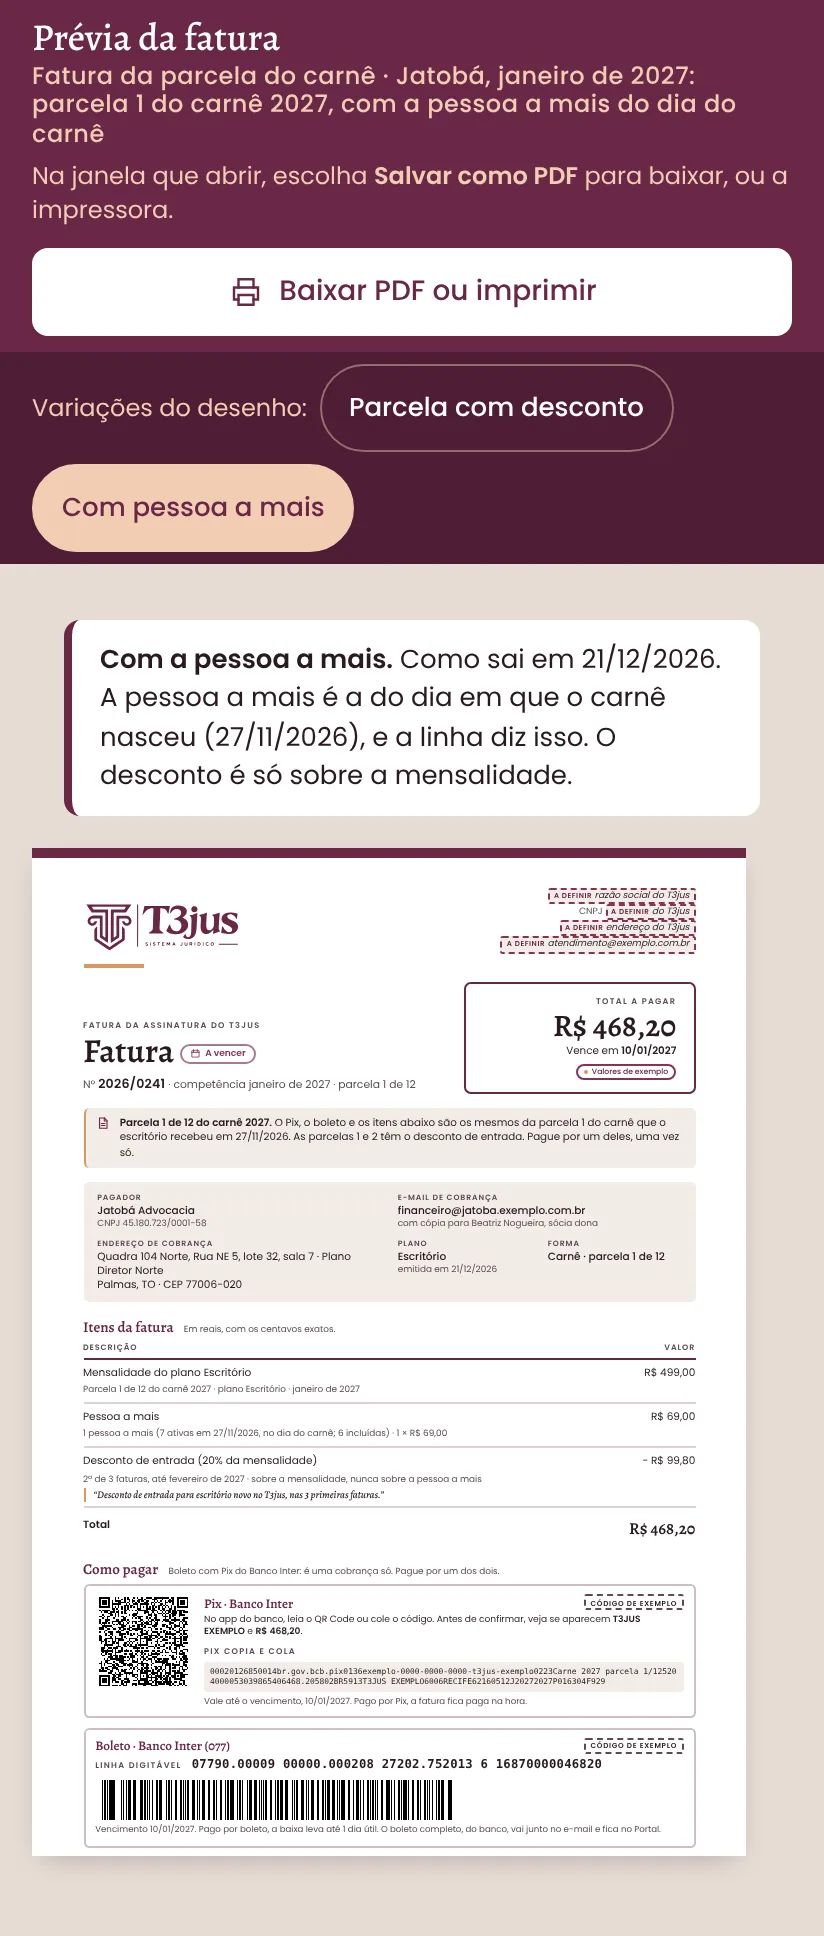 Prévia da fatura
Fatura da parcela do carnê · Jatobá, janeiro de 2027:
parcela 1 do carnê 2027, com a pessoa a mais do dia do
carnê
Na janela que abrir, escolha Salvar como PDF para baixar, ou a
impressora.
Baixar PDF ou imprimir
Variações do desenho:
Parcela com desconto
Com pessoa a mais
Com a pessoa a mais. Como sai em 21/12/2026.
A pessoa a mais é a do dia em que o carnê
nasceu (27/11/2026), e a linha diz isso. O
desconto é só sobre a mensalidade.
T3jus
SISTEMA JURÍDICO
A DEFINIR razão social do T3jus
CNPJ A DEFINIR do T3jus
A DEFINIR endereço do T3jus
A DEFINIR atendimento@exemplo.com.br
FATURA DA ASSINATURA DO T3JUS
Fatura A vencer
Nº 2026/0241 · competência janeiro de 2027 · parcela 1 de 12
TOTAL A PAGAR
R$ 468,20
Vence em 10/01/2027
Valores de exemplo
Parcela 1 de 12 do carnê 2027. O Pix, o boleto e os itens abaixo são os mesmos da parcela 1 do carnê que o
escritório recebeu em 27/11/2026. As parcelas 1 e 2 têm o desconto de entrada. Pague por um deles, uma vez
só.
PAGADOR
Jatobá Advocacia
CNPJ 45.180.723/0001-58
E-MAIL DE COBRANÇA
financeiro@jatoba.exemplo.com.br
com cópia para Beatriz Nogueira, sócia dona
ENDEREÇO DE COBRANÇA
Quadra 104 Norte, Rua NE 5, lote 32, sala 7 · Plano
Diretor Norte
Palmas, TO · CEP 77006-020
PLANO
Escritório
emitida em 21/12/2026
FORMA
Carnê · parcela 1 de 12
Itens da fatura Em reais, com os centavos exatos.
DESCRIÇÃO VALOR
Mensalidade do plano Escritório R$ 499,00
Parcela 1 de 12 do carnê 2027 · plano Escritório · janeiro de 2027
Pessoa a mais R$ 69,00
1 pessoa a mais (7 ativas em 27/11/2026, no dia do carnê; 6 incluídas) · 1 × R$ 69,00
Desconto de entrada (20% da mensalidade) - R$ 99,80
2ª de 3 faturas, até fevereiro de 2027 · sobre a mensalidade, nunca sobre a pessoa a mais
“Desconto de entrada para escritório novo no T3jus, nas 3 primeiras faturas.”
Total R$ 468,20
Como pagar Boleto com Pix do Banco Inter: é uma cobrança só. Pague por um dos dois.
Pix · Banco Inter CÓDIGO DE EXEMPLO
No app do banco, leia o QR Code ou cole o código. Antes de confirmar, veja se aparecem T3JUS
EXEMPLO e R$ 468,20.
PIX COPIA E COLA
00020126850014br.gov.bcb.pix0136exemplo-0000-0000-0000-t3jus-exemplo0223Carne 2027 parcela 1/12520
4000053039865406468.205802BR5913T3JUS EXEMPLO6006RECIFE62160512J20272027P016304F929
Vale até o vencimento, 10/01/2027. Pago por Pix, a fatura fica paga na hora.
Boleto · Banco Inter (077) CÓDIGO DE EXEMPLO
LINHA DIGITÁVEL 07790.00009 00000.000208 27202.752013 6 16870000046820
Vencimento 10/01/2027. Pago por boleto, a baixa leva até 1 dia útil. O boleto completo, do banco, vai junto no e-mail e fica no Portal.